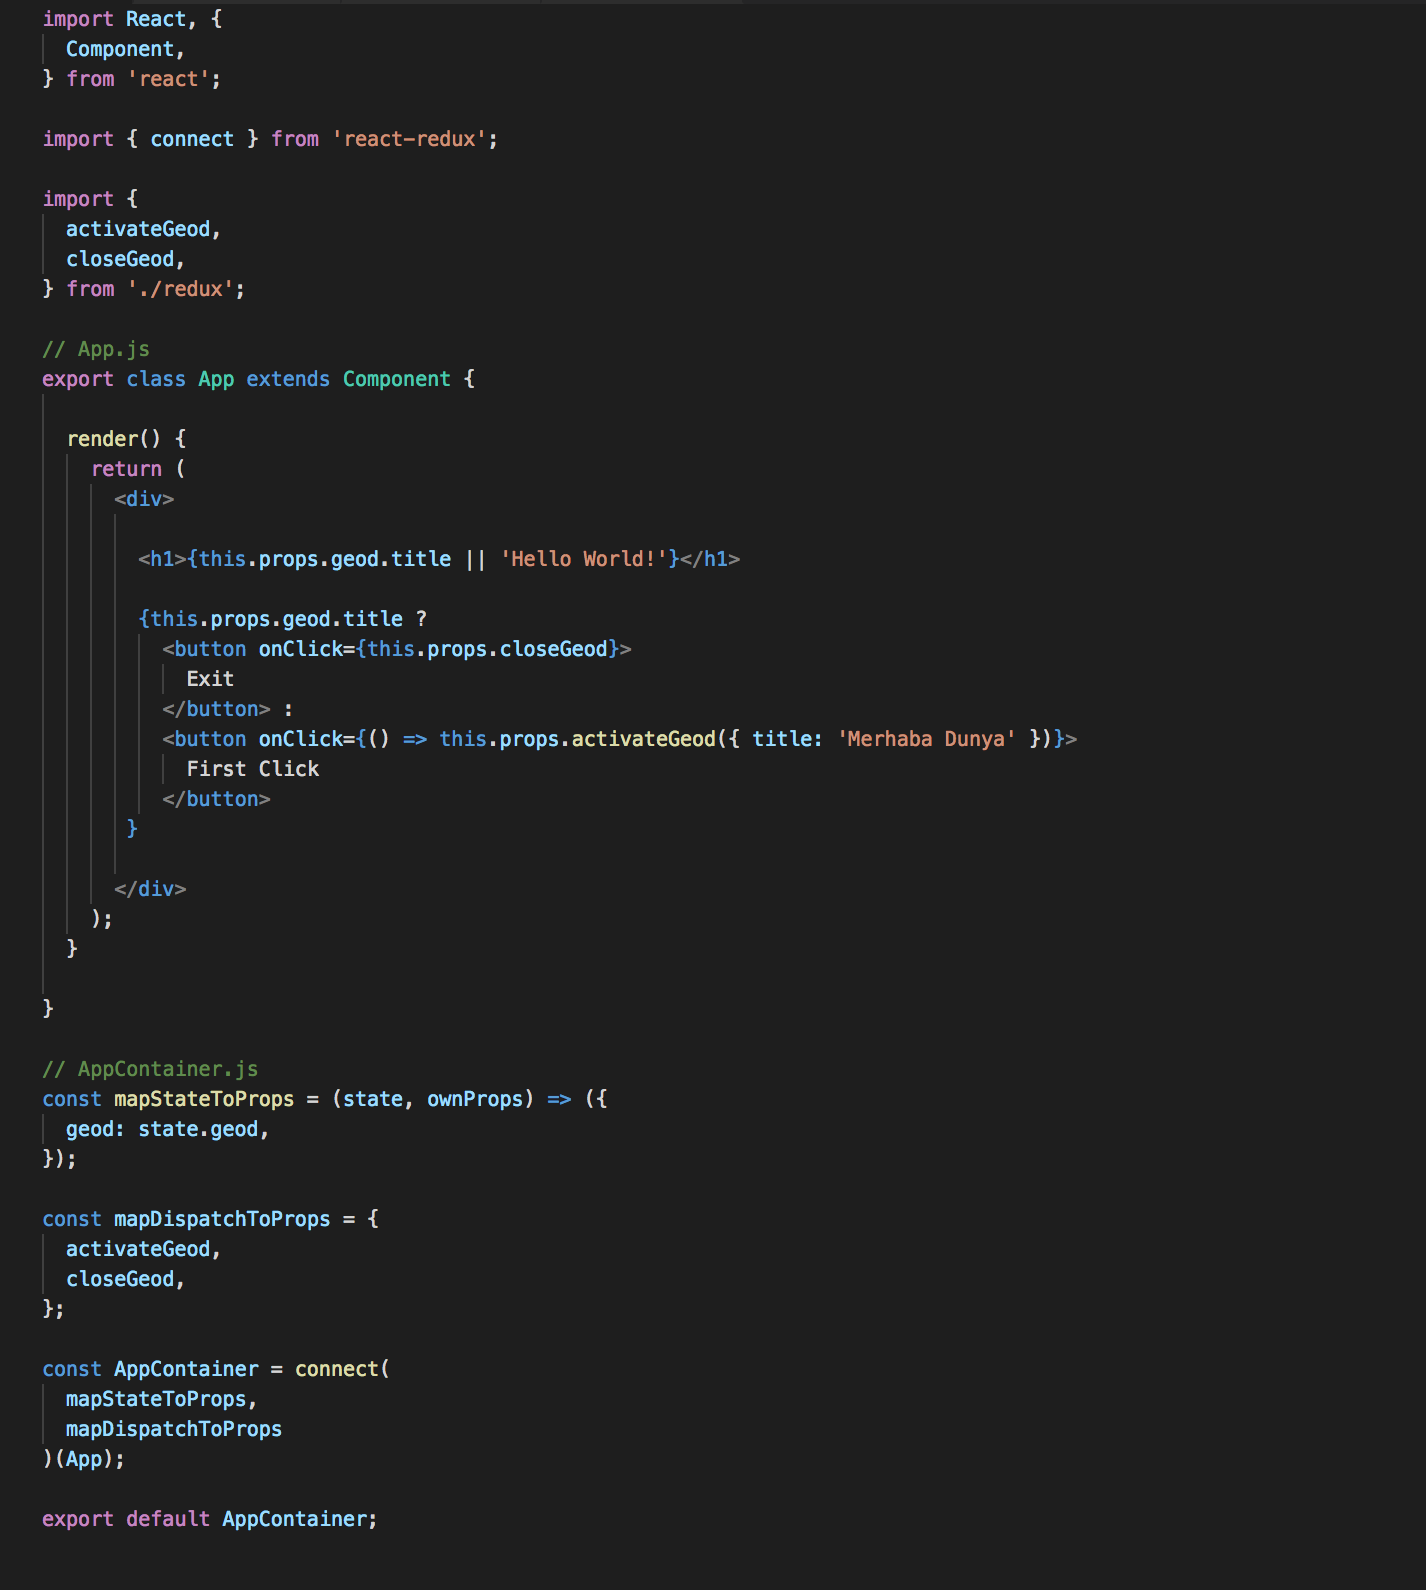 import React, {
  Component,
} from 'react';

import { connect } from 'react-redux';

import {
  activateGeod,
  closeGeod,
} from './redux';

// App.js
export class App extends Component {

  render() {
    return (
      <div>

        <h1>{this.props.geod.title || 'Hello World!'}</h1>

        {this.props.geod.title ?
          <button onClick={this.props.closeGeod}>
            Exit
          </button> :
          <button onClick={() => this.props.activateGeod({ title: 'Merhaba Dunya' })}>
            First Click
          </button>
       }

      </div>
    );
  }

}

// AppContainer.js
const mapStateToProps = (state, ownProps) => ({
  geod: state.geod,
});

const mapDispatchToProps = {
  activateGeod,
  closeGeod,
};

const AppContainer = connect(
  mapStateToProps,
  mapDispatchToProps
)(App);

export default AppContainer;